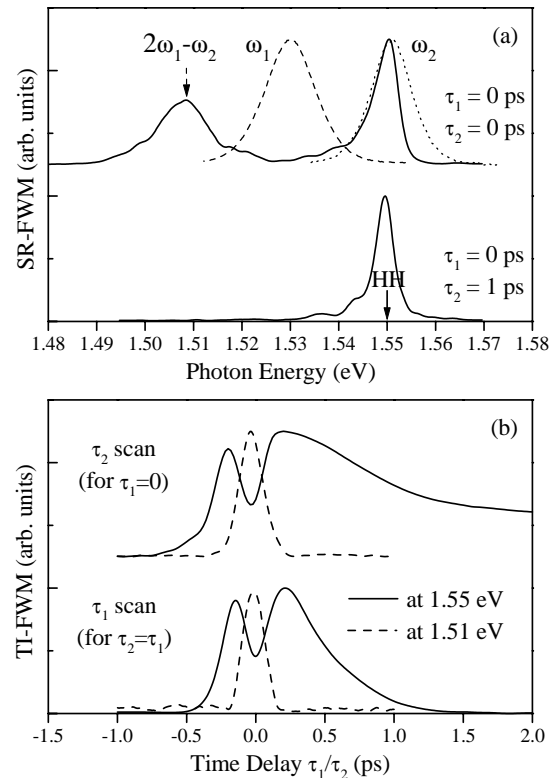 (a)
2ω₁-ω₂
ω₁
ω₂
τ₁ = 0 ps
τ₂ = 0 ps
τ₁ = 0 ps
τ₂ = 1 ps
HH
SR-FWM (arb. units)
1.48 1.49 1.50 1.51 1.52 1.53 1.54 1.55 1.56 1.57 1.58
Photon Energy (eV)
(b)
τ₂ scan
(for τ₁=0)
τ₁ scan
(for τ₂=τ₁)
at 1.55 eV
at 1.51 eV
TI-FWM (arb. units)
-1.5 -1.0 -0.5 0.0 0.5 1.0 1.5 2.0
Time Delay τ₁/τ₂ (ps)